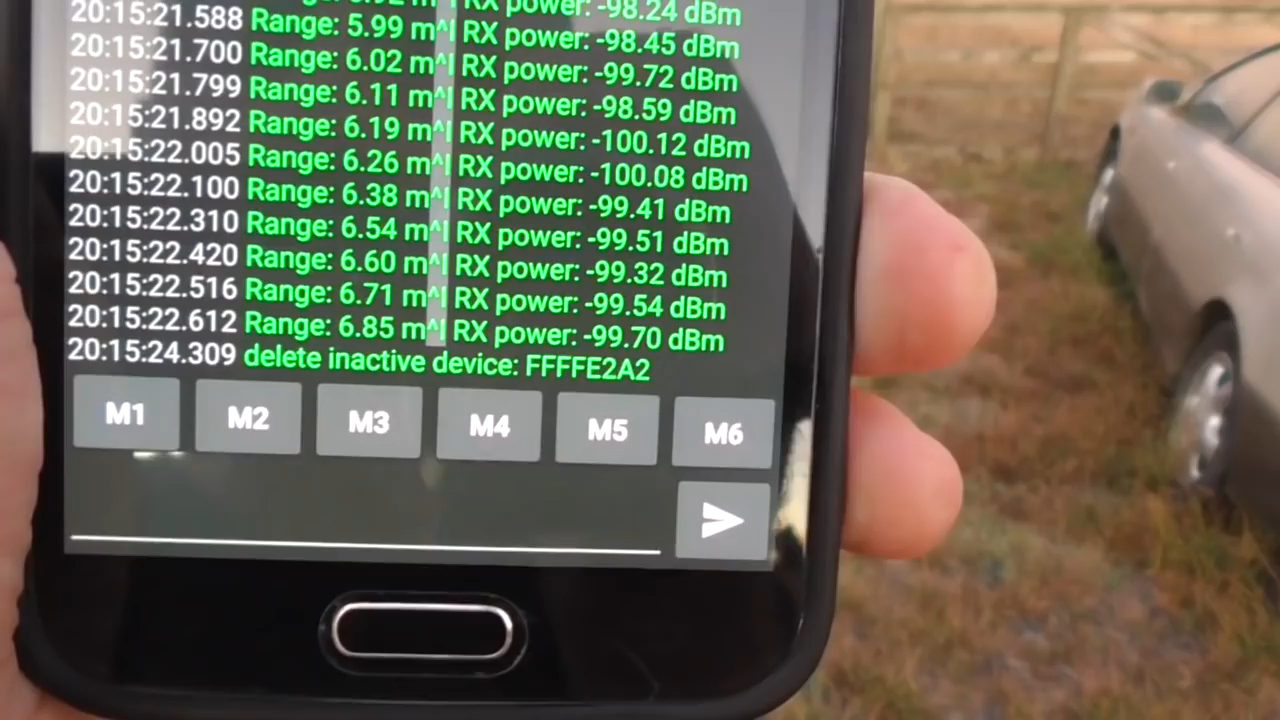 RX power: -98.24 dBm
20:15:21.588 Range: 5.99 m^| RX power: -98.45 dBm
20:15:21.700 Range: 6.02 m^| RX power: -99.72 dBm
20:15:21.799 Range: 6.11 m^| RX power: -98.59 dBm
20:15:21.892 Range: 6.19 m^| RX power: -100.12 dBm
20:15:22.005 Range: 6.26 m^| RX power: -100.08 dBm
20:15:22.100 Range: 6.38 m^| RX power: -99.41 dBm
20:15:22.310 Range: 6.54 m^| RX power: -99.51 dBm
20:15:22.420 Range: 6.60 m^| RX power: -99.32 dBm
20:15:22.516 Range: 6.71 m^| RX power: -99.54 dBm
20:15:22.612 Range: 6.85 m^| RX power: -99.70 dBm
20:15:24.309 delete inactive device: FFFFE2A2
M1 M2 M3 M4 M5 M6